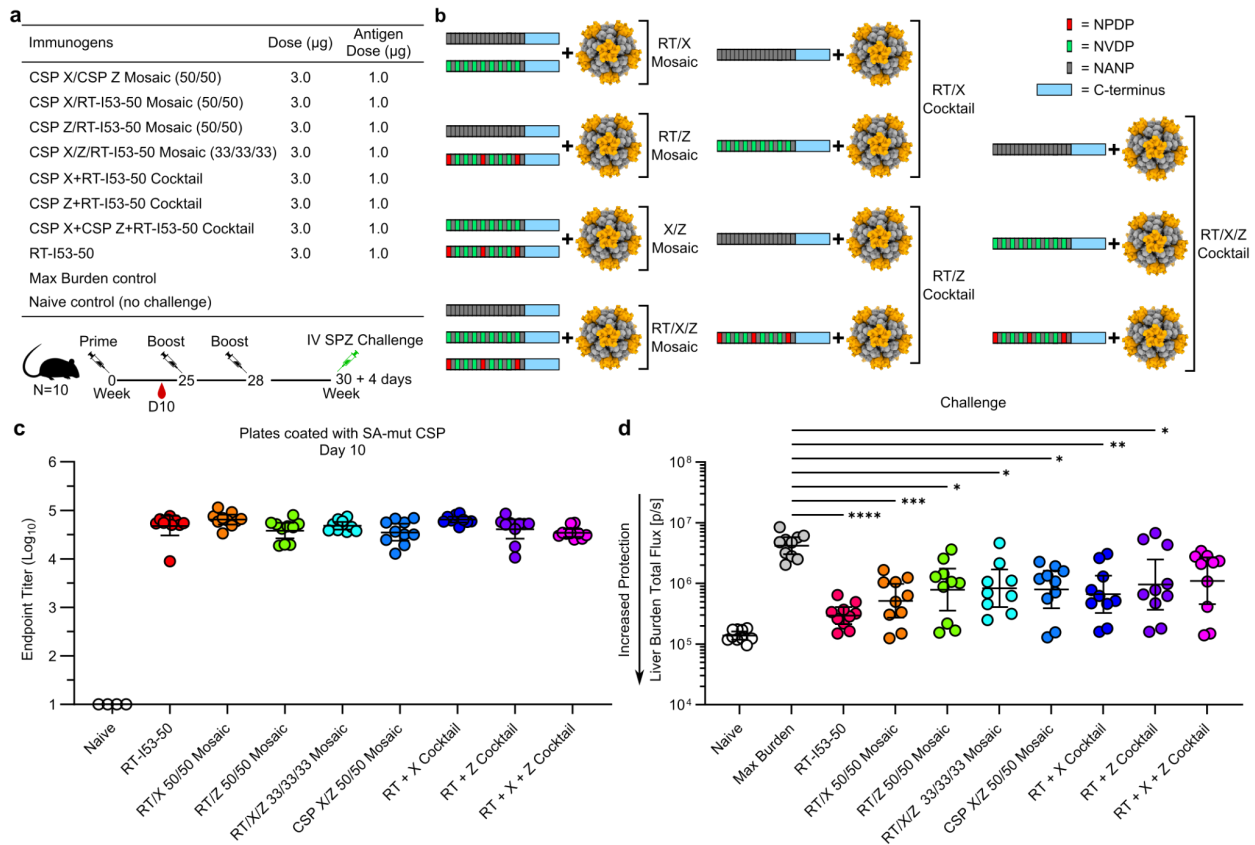 a
Immunogens Dose (µg) Antigen Dose (µg)
CSP X/CSP Z Mosaic (50/50) 3.0 1.0
CSP X/RT-I53-50 Mosaic (50/50) 3.0 1.0
CSP Z/RT-I53-50 Mosaic (50/50) 3.0 1.0
CSP X/Z/RT-I53-50 Mosaic (33/33/33) 3.0 1.0
CSP X+RT-I53-50 Cocktail 3.0 1.0
CSP Z+RT-I53-50 Cocktail 3.0 1.0
CSP X+CSP Z+RT-I53-50 Cocktail 3.0 1.0
RT-I53-50 3.0 1.0
Max Burden control
Naive control (no challenge)
Prime Boost Boost IV SPZ Challenge
N=10
0 25 28 30 + 4 days
Week Week
D10
b
+
RT/X
Mosaic
+
RT/Z
Mosaic
+
X/Z
Mosaic
+
RT/X/Z
Mosaic
+
+
RT/X
Cocktail
+
+
RT/Z
Cocktail
= NPDP
= NVDP
= NANP
= C-terminus
+
+
+
RT/X/Z
Cocktail
c
Plates coated with SA-mut CSP
Day 10
Endpoint Titer (Log10)
6
5
4
3
2
1
Naive
RT-I53-50
RT/X 50/50 Mosaic
RT/Z 50/50 Mosaic
RT/X/Z 33/33/33 Mosaic
CSP X/Z 50/50 Mosaic
RT + X Cocktail
RT + Z Cocktail
RT + X + Z Cocktail
d
Challenge
Increased Protection
Liver Burden Total Flux [p/s]
10⁸
10⁷
10⁶
10⁵
10⁴
*
**
*
*
*
***
****
Naive
Max Burden
RT-I53-50
RT/X 50/50 Mosaic
RT/Z 50/50 Mosaic
RT/X/Z 33/33/33 Mosaic
CSP X/Z 50/50 Mosaic
RT + X Cocktail
RT + Z Cocktail
RT + X + Z Cocktail